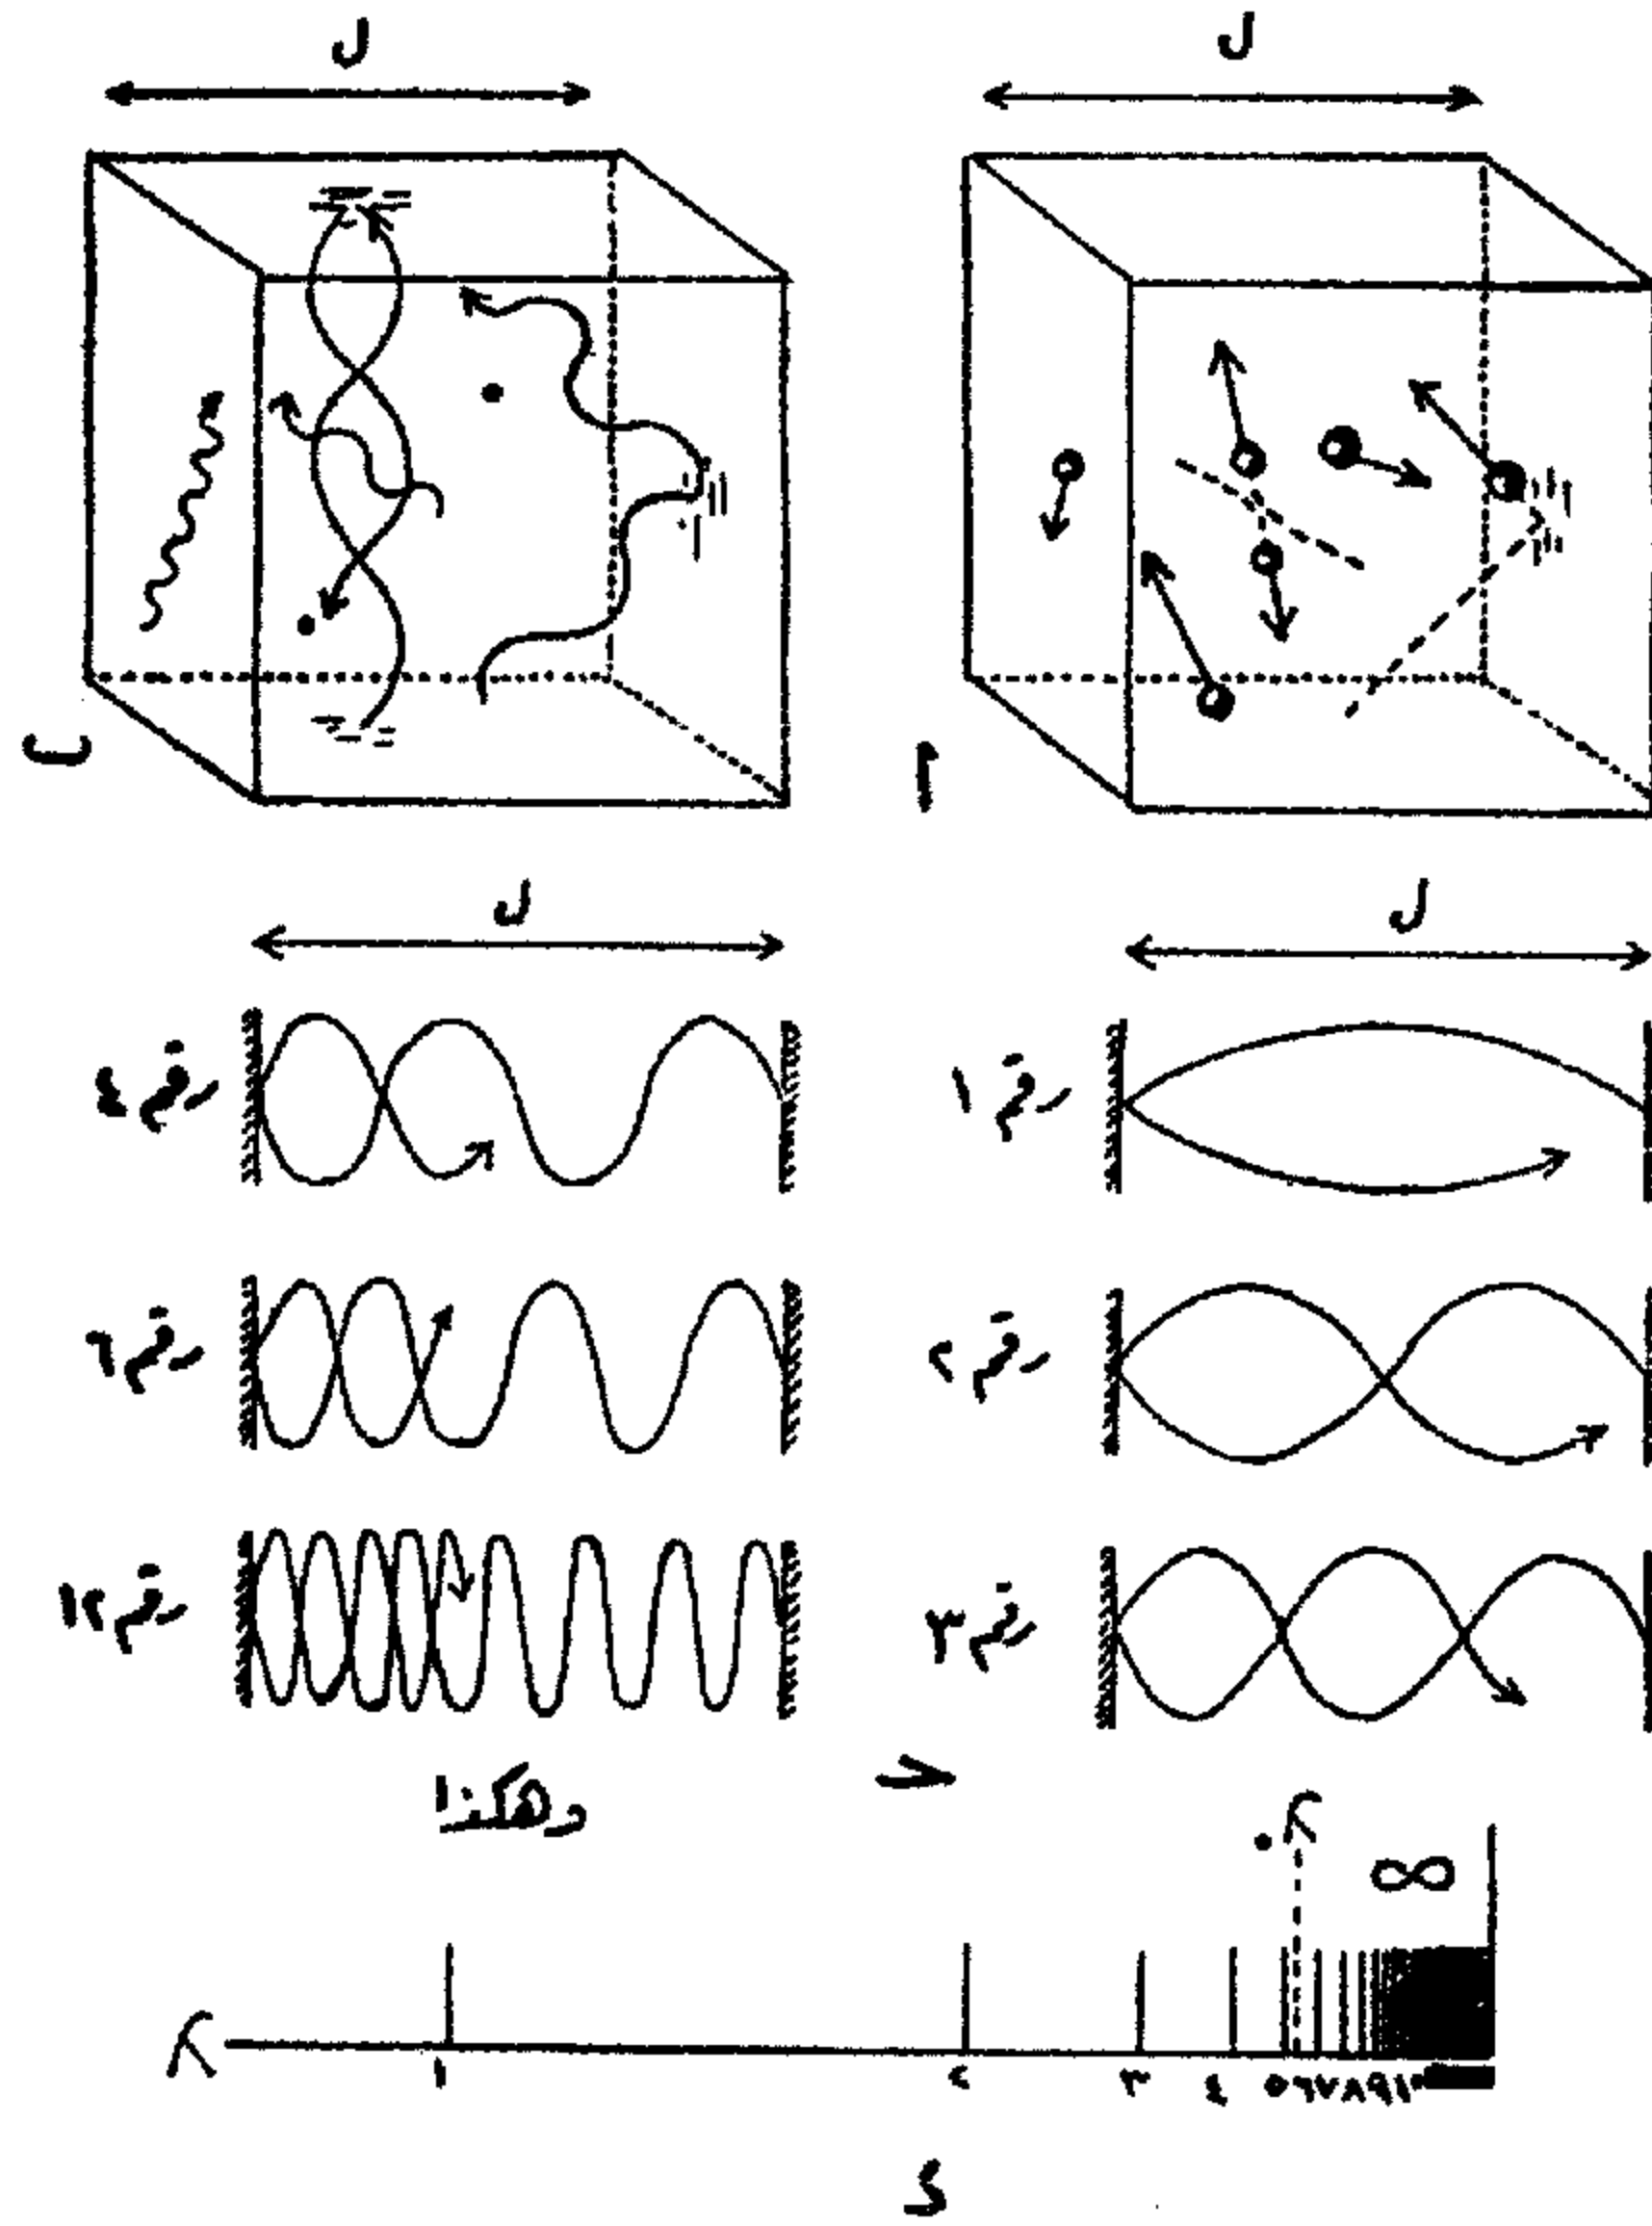 ل
ل
أ
ب
ل
ل
رقم ١
رقم ٤
رقم ٢
رقم ٦
رقم ٣
رقم ١٢
وهكذا
ح
λ٠
∞
λ
١ ٢ ٣ ٤ ٥ ٦ ٧ ٨ ٩ ١٠
د